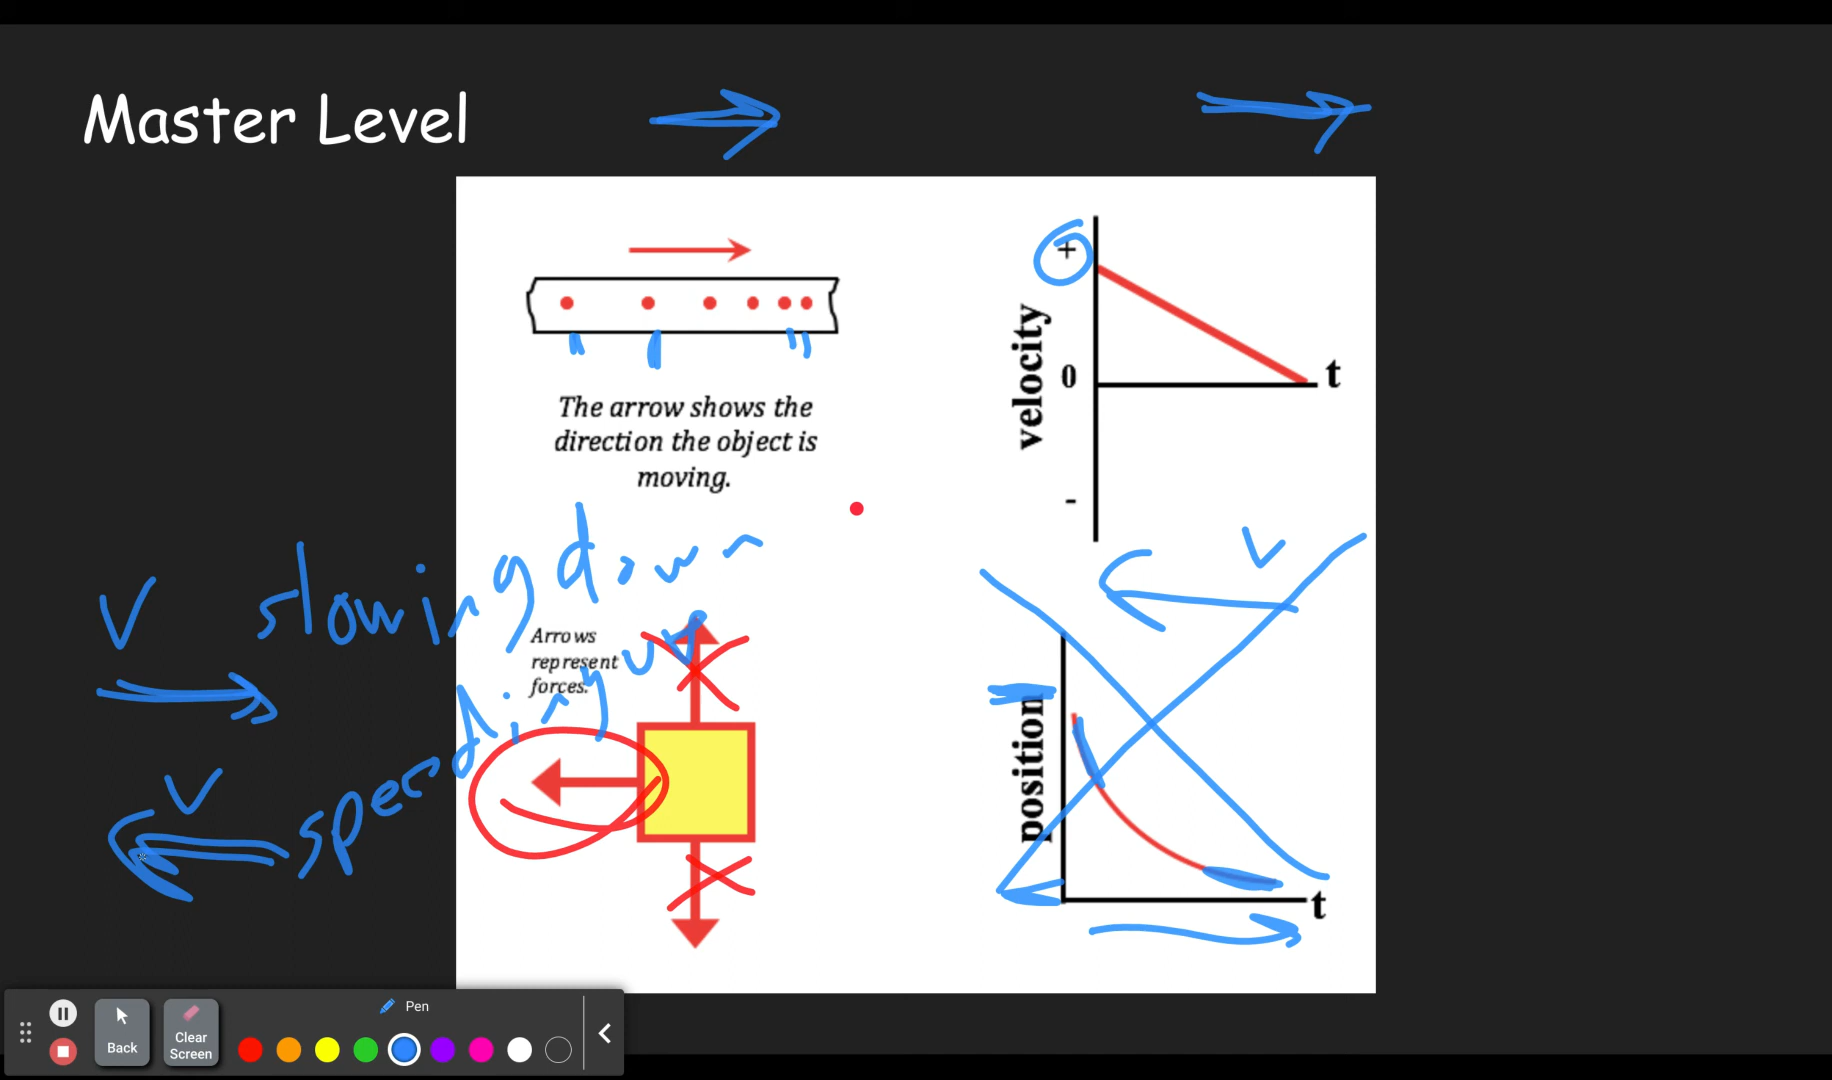 Master Level
The arrow shows the
direction the object is
moving.
+
velocity
0
t
-
v
slowing down
Arrows
represent
forces.
v
v
speeding up
position
t
Pen
Back
Clear
Screen